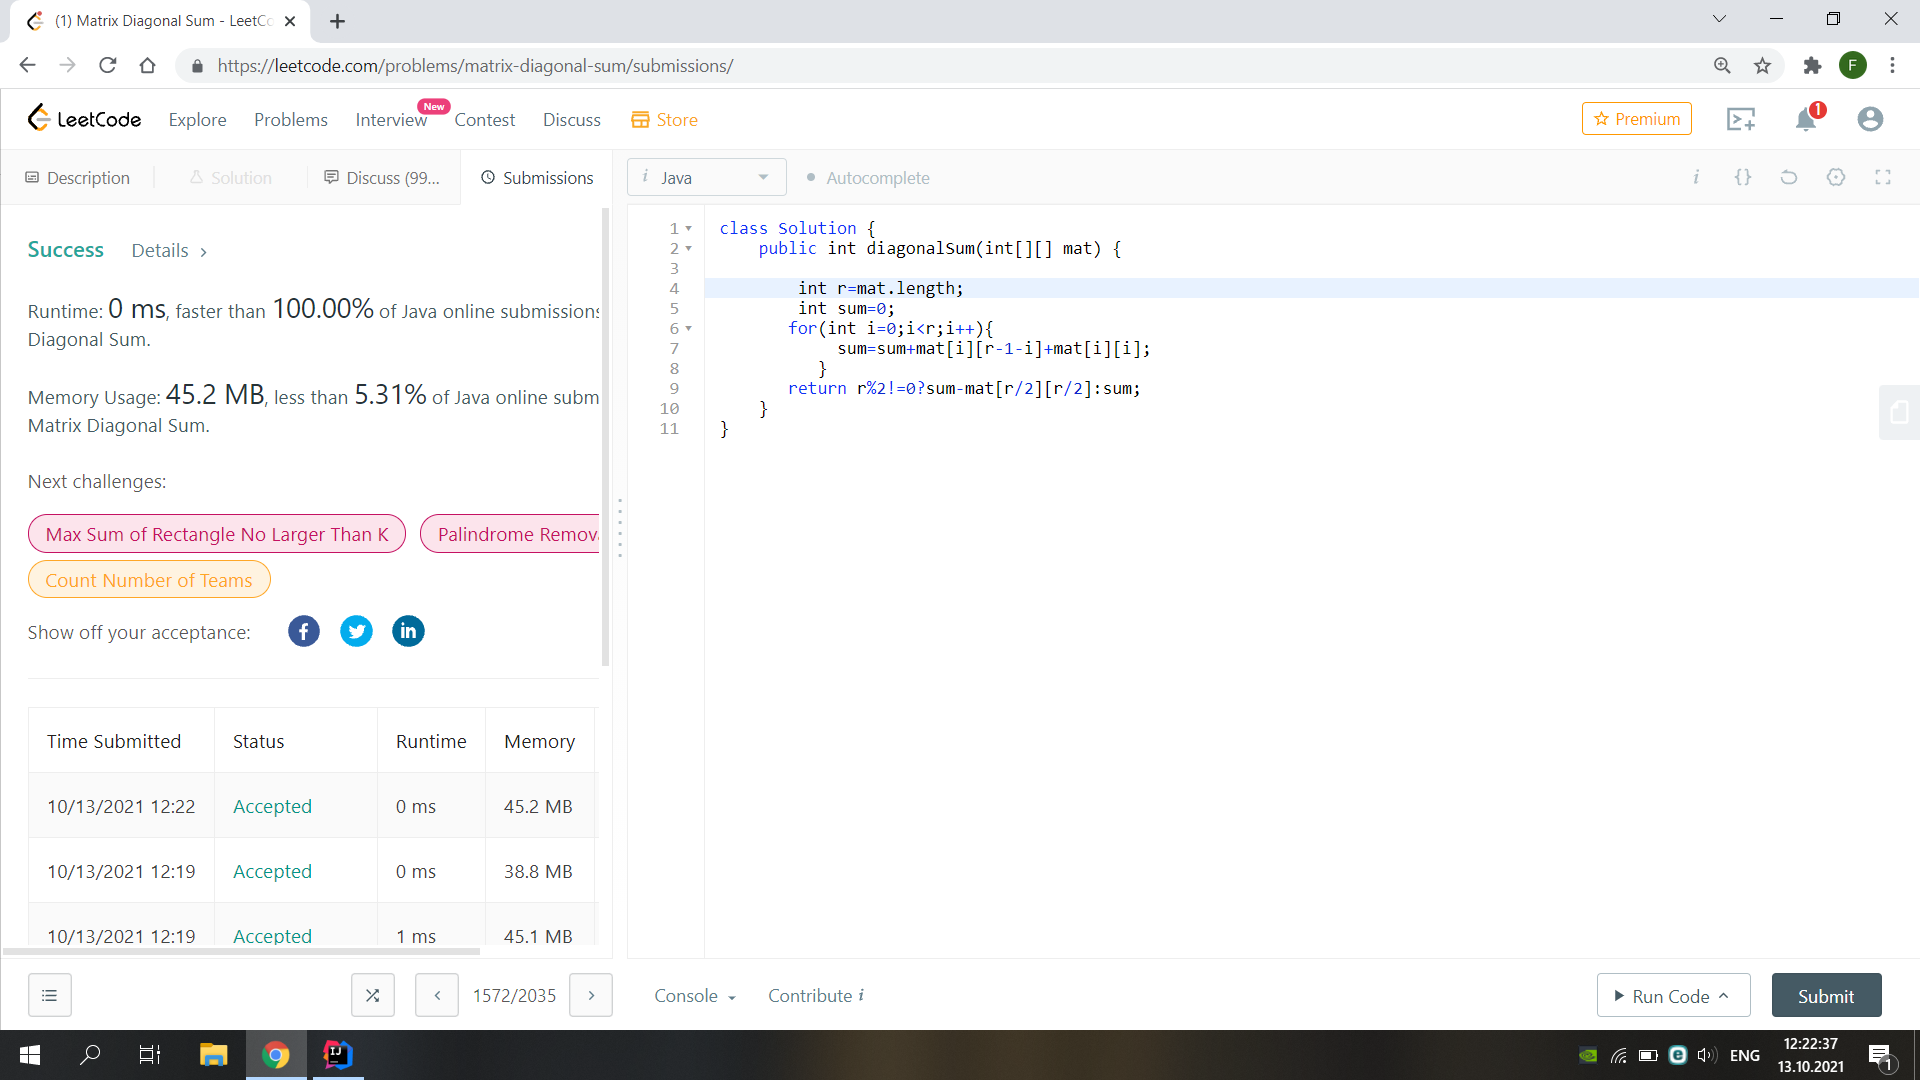 (1) Matrix Diagonal Sum - LeetCo
https://leetcode.com/problems/matrix-diagonal-sum/submissions/
F
LeetCode
Explore
Problems
Interview
New
Contest
Discuss
Store
Premium
1
Description
Solution
Discuss (99...
Submissions
i Java
Autocomplete
i
{}
Success
Details >
Runtime: 0 ms, faster than 100.00% of Java online submissions
Diagonal Sum.
Memory Usage: 45.2 MB, less than 5.31% of Java online subm
Matrix Diagonal Sum.
Next challenges:
Max Sum of Rectangle No Larger Than K
Palindrome Remova
Count Number of Teams
Show off your acceptance:
f
in
Time Submitted Status Runtime Memory
10/13/2021 12:22 Accepted 0 ms 45.2 MB
10/13/2021 12:19 Accepted 0 ms 38.8 MB
10/13/2021 12:19 Accepted 1 ms 45.1 MB
1 class Solution {
2 public int diagonalSum(int[][] mat) {
3
4 int r=mat.length;
5 int sum=0;
6 for(int i=0;i<r;i++){
7 sum=sum+mat[i][r-1-i]+mat[i][i];
8 }
9 return r%2!=0?sum-mat[r/2][r/2]:sum;
10 }
11 }
< 1572/2035 >
Console
Contribute i
Run Code
Submit
IJ
ENG
12:22:37
13.10.2021
1